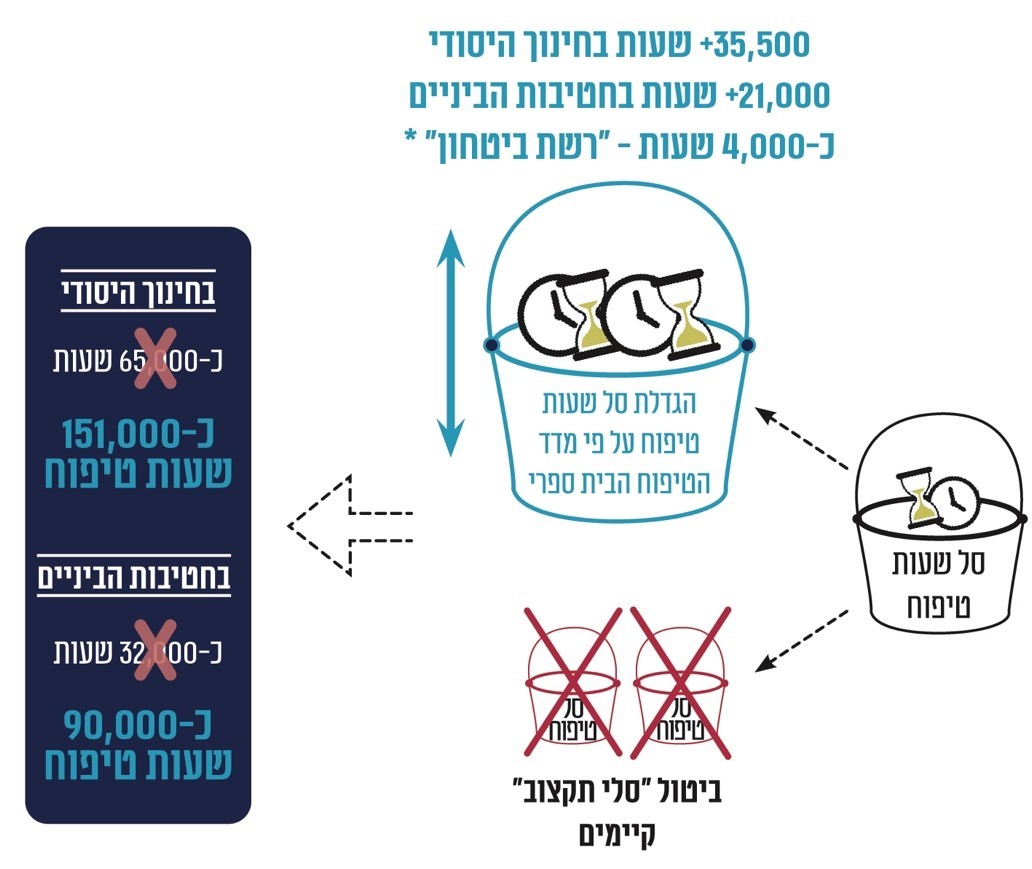 +35,500 שעות בחינוך היסודי
+21,000 שעות בחטיבות הביניים
כ-4,000 שעות - "רשת ביטחון" *
הגדלת סל שעות
טיפוח על פי מדד
הטיפוח הבית ספרי
סל שעות
טיפוח
סל
טיפוח
סל
טיפוח
ביטול "סלי תקצוב"
קיימים
בחינוך היסודי
כ-65,000 שעות
כ-151,000
שעות טיפוח
בחטיבות הביניים
כ-32,000 שעות
כ-90,000
שעות טיפוח